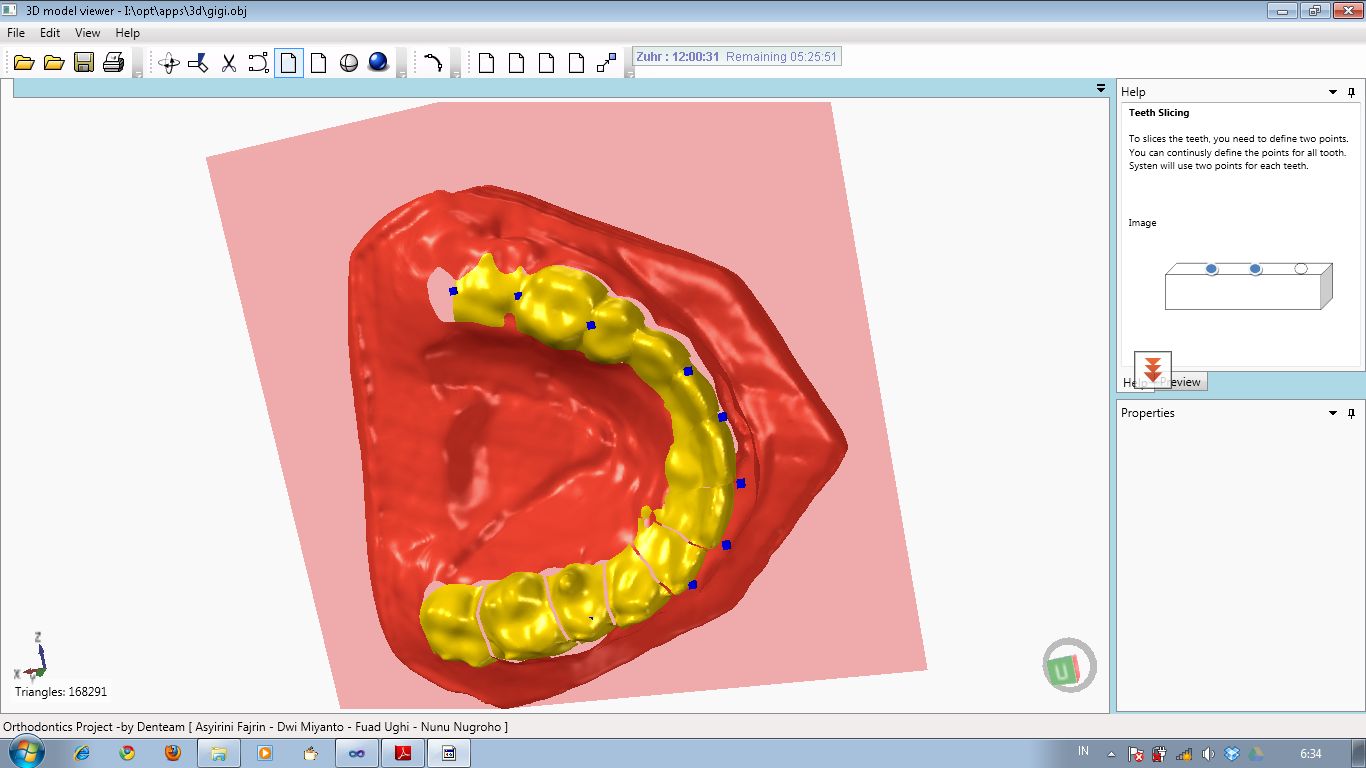 3D model viewer - I:\opt\apps\3d\gigi.obj
File Edit View Help
Zuhr : 12:00:31 Remaining 05:25:51
Help
Teeth Slicing
To slices the teeth, you need to define two points.
You can continusly define the points for all tooth.
Systen will use two points for each teeth.
Image
Help Preview
Properties
Z
X
Y
U
Triangles: 168291
Orthodontics Project -by Denteam [ Asyirini Fajrin - Dwi Miyanto - Fuad Ughi - Nunu Nugroho ]
IN
6:34